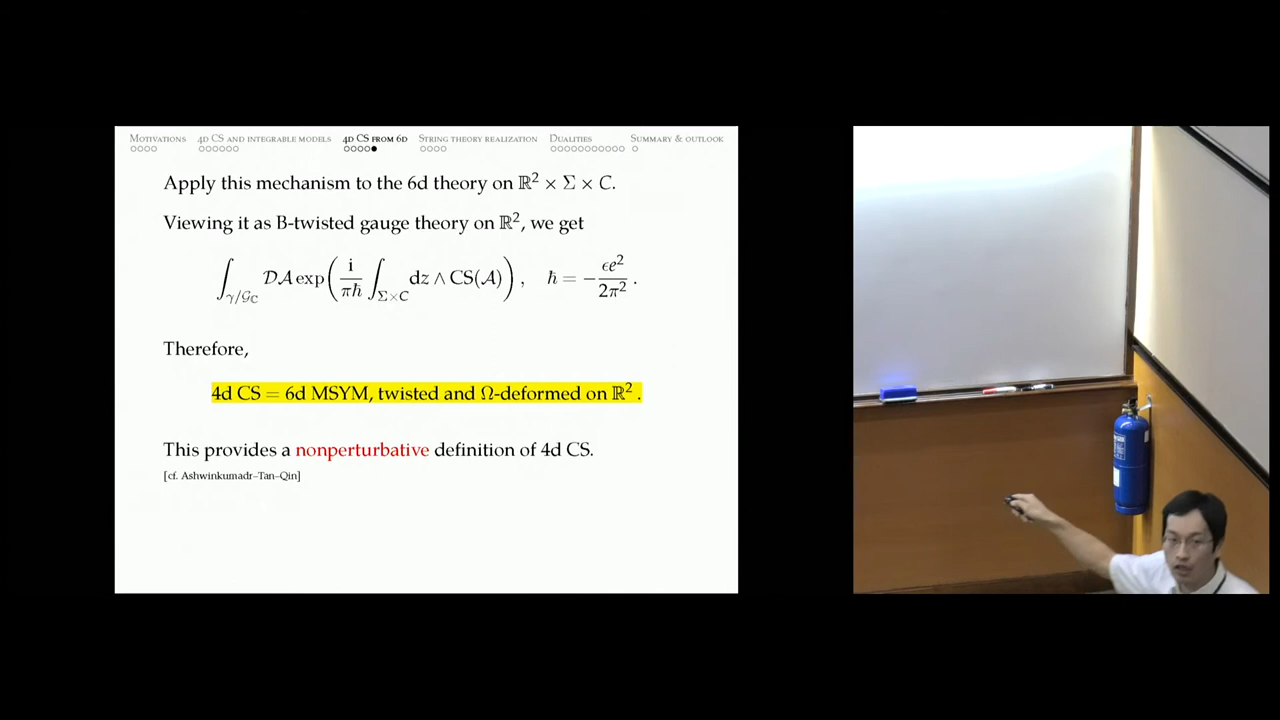 MOTIVATIONS 4D CS AND INTEGRABLE MODELS 4D CS FROM 6D STRING THEORY REALIZATION DUALITIES SUMMARY & OUTLOOK
Apply this mechanism to the 6d theory on ℝ² × Σ × C.
Viewing it as B-twisted gauge theory on ℝ², we get
∫_{γ/𝒢_ℂ} 𝒟𝒜 exp( i/(πħ) ∫_{Σ×C} dz ∧ CS(𝒜) ) , ħ = − ϵe²/(2π²) .
Therefore,
4d CS = 6d MSYM, twisted and Ω-deformed on ℝ² .
This provides a nonperturbative definition of 4d CS.
[cf. Ashwinkumadr–Tan–Qin]